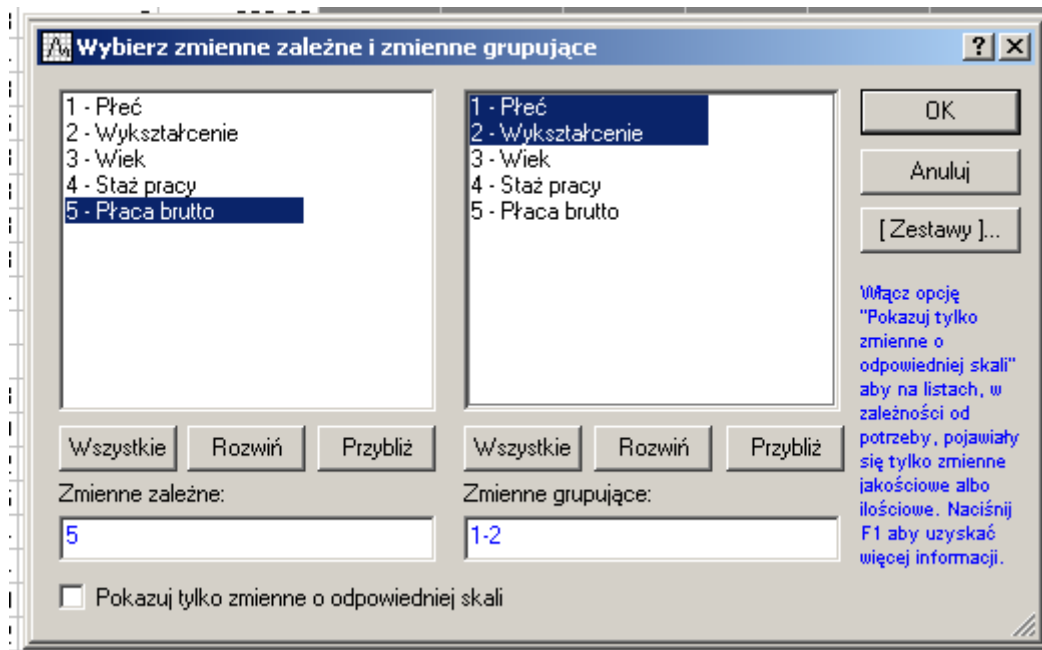 Wybierz zmienne zależne i zmienne grupujące
1 - Płeć
2 - Wykształcenie
3 - Wiek
4 - Staż pracy
5 - Płaca brutto
1 - Płeć
2 - Wykształcenie
3 - Wiek
4 - Staż pracy
5 - Płaca brutto
OK
Anuluj
[ Zestawy ]...
Włącz opcję
"Pokazuj tylko
zmienne o
odpowiedniej skali"
aby na listach, w
zależności od
potrzeby, pojawiały
się tylko zmienne
jakościowe albo
ilościowe. Naciśnij
F1 aby uzyskać
więcej informacji.
Wszystkie
Rozwiń
Przybliż
Wszystkie
Rozwiń
Przybliż
Zmienne zależne:
Zmienne grupujące:
5
1-2
Pokazuj tylko zmienne o odpowiedniej skali